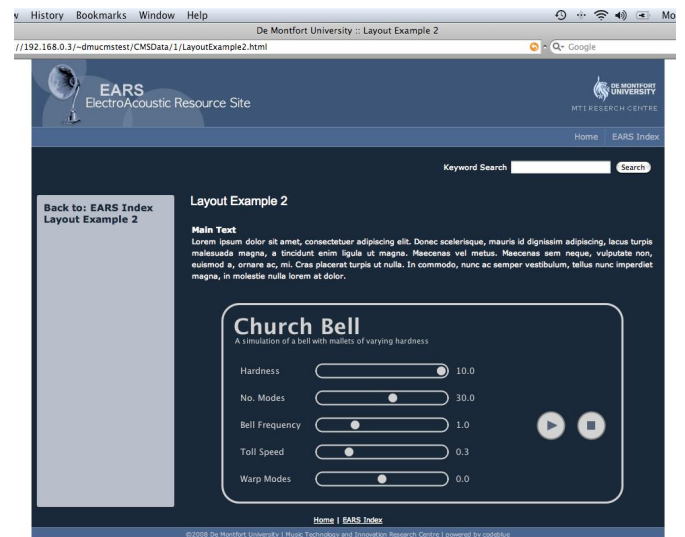 v History Bookmarks Window Help Mo
De Montfort University :: Layout Example 2
//192.168.0.3/~dmucmstest/CMSData/1/LayoutExample2.html Google
EARS
ElectroAcoustic Resource Site
DE MONTFORT
UNIVERSITY
MTI RESERCH CENTRE
Home EARS Index
Keyword Search Search
Back to: EARS Index
Layout Example 2
Layout Example 2
Main Text
Lorem ipsum dolor sit amet, consectetuer adipiscing elit. Donec scelerisque, mauris id dignissim adipiscing, lacus turpis
malesuada magna, a tincidunt enim ligula ut magna. Maecenas vel metus. Maecenas sem neque, vulputate non,
euismod a, ornare ac, mi. Cras placerat turpis ut nulla. In commodo, nunc ac semper vestibulum, tellus nunc imperdiet
magna, in molestie nulla lorem at dolor.
Church Bell
A simulation of a bell with mallets of varying hardness
Hardness 10.0
No. Modes 30.0
Bell Frequency 1.0
Toll Speed 0.3
Warp Modes 0.0
Home | EARS Index
©2008 De Montfort University | Music Technology and Innovation Research Centre | powered by codeblue